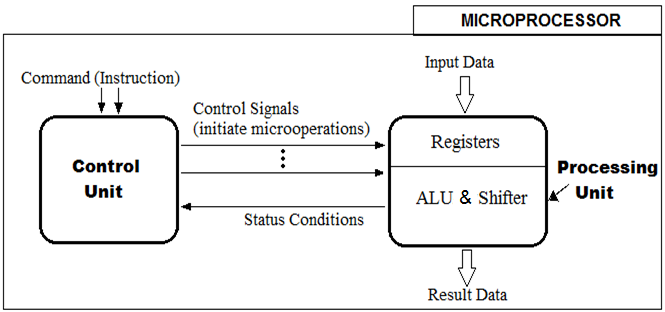 MICROPROCESSOR
Command (Instruction)
Input Data
Control Signals
(initiate microoperations)
Control
Unit
Registers
Processing
Unit
ALU & Shifter
Status Conditions
Result Data